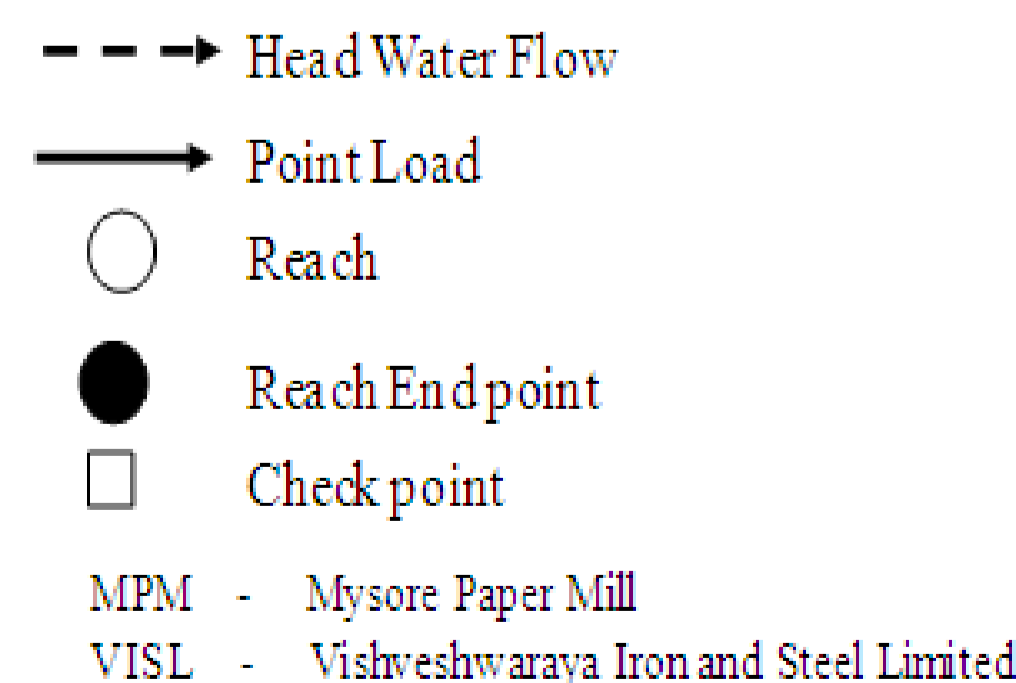 Head Water Flow
Point Load
Reach
Reach End point
Check point
MPM - Mysore Paper Mill
VISL - Vishveshwaraya Iron and Steel Limited